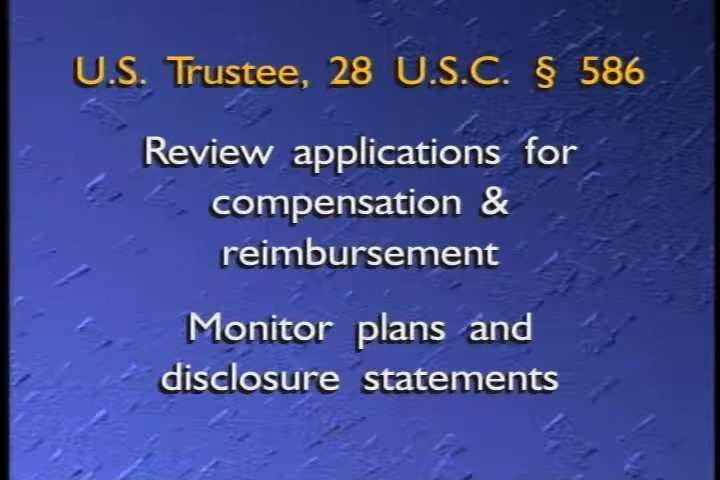 U.S. Trustee, 28 U.S.C. § 586
Review applications for
compensation &
reimbursement
Monitor plans and
disclosure statements